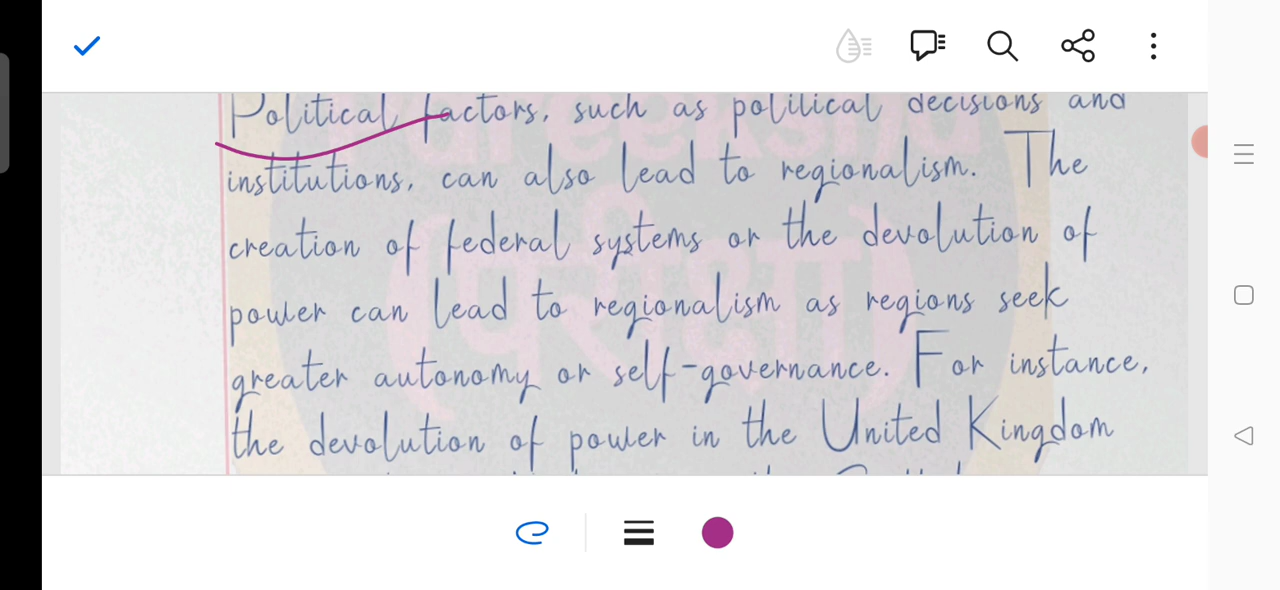 Political factors, such as political decisions and
institutions, can also lead to regionalism. The
creation of federal systems or the devolution of
power can lead to regionalism as regions seek
greater autonomy or self-governance. For instance,
the devolution of power in the United Kingdom